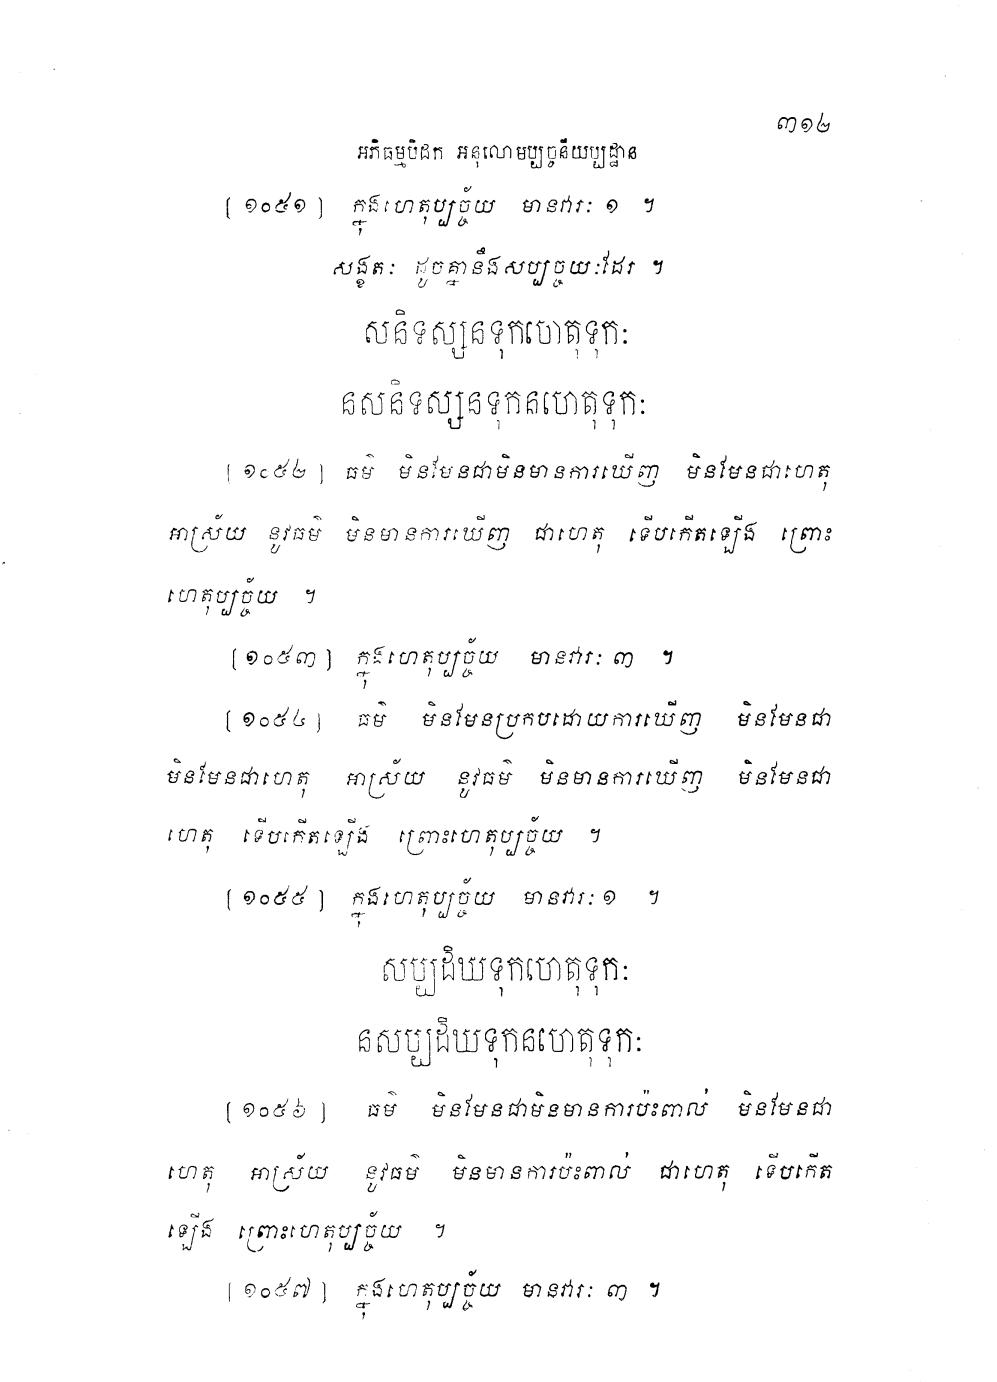 ៣១២
អភិធម្មបិដក អនុលោមប្បច្ចនីយប្បដ្ឋាន
[ ១០៥១ ] ក្នុងហេតុប្បច្ច័យ មានវារៈ ១ ។
សង្ខតៈ ដូចគ្នានឹងសប្បច្ចយៈដែរ ។
សនិទស្សនទុកហេតុទុកៈ
នសនិទស្សនទុកនហេតុទុកៈ
[ ១០៥២ ] ធម៌ មិនមែនជាមិនមានការឃើញ មិនមែនជាហេតុ
អាស្រ័យ នូវធម៌ មិនមានការឃើញ ជាហេតុ ទើបកើតឡើង ព្រោះ
ហេតុប្បច្ច័យ ។
[ ១០៥៣ ] ក្នុងហេតុប្បច្ច័យ មានវារៈ ៣ ។
[ ១០៥៤ ] ធម៌ មិនមែនប្រកបដោយការឃើញ មិនមែនជា
មិនមែនជាហេតុ អាស្រ័យ នូវធម៌ មិនមានការឃើញ មិនមែនជា
ហេតុ ទើបកើតឡើង ព្រោះហេតុប្បច្ច័យ ។
[ ១០៥៥ ] ក្នុងហេតុប្បច្ច័យ មានវារៈ ១ ។
សប្បដិឃទុកហេតុទុកៈ
នសប្បដិឃទុកនហេតុទុកៈ
[ ១០៥៦ ] ធម៌ មិនមែនជាមិនមានការប៉ះពាល់ មិនមែនជា
ហេតុ អាស្រ័យ នូវធម៌ មិនមានការប៉ះពាល់ ជាហេតុ ទើបកើត
ឡើង ព្រោះហេតុប្បច្ច័យ ។
[ ១០៥៧ ] ក្នុងហេតុប្បច្ច័យ មានវារៈ ៣ ។